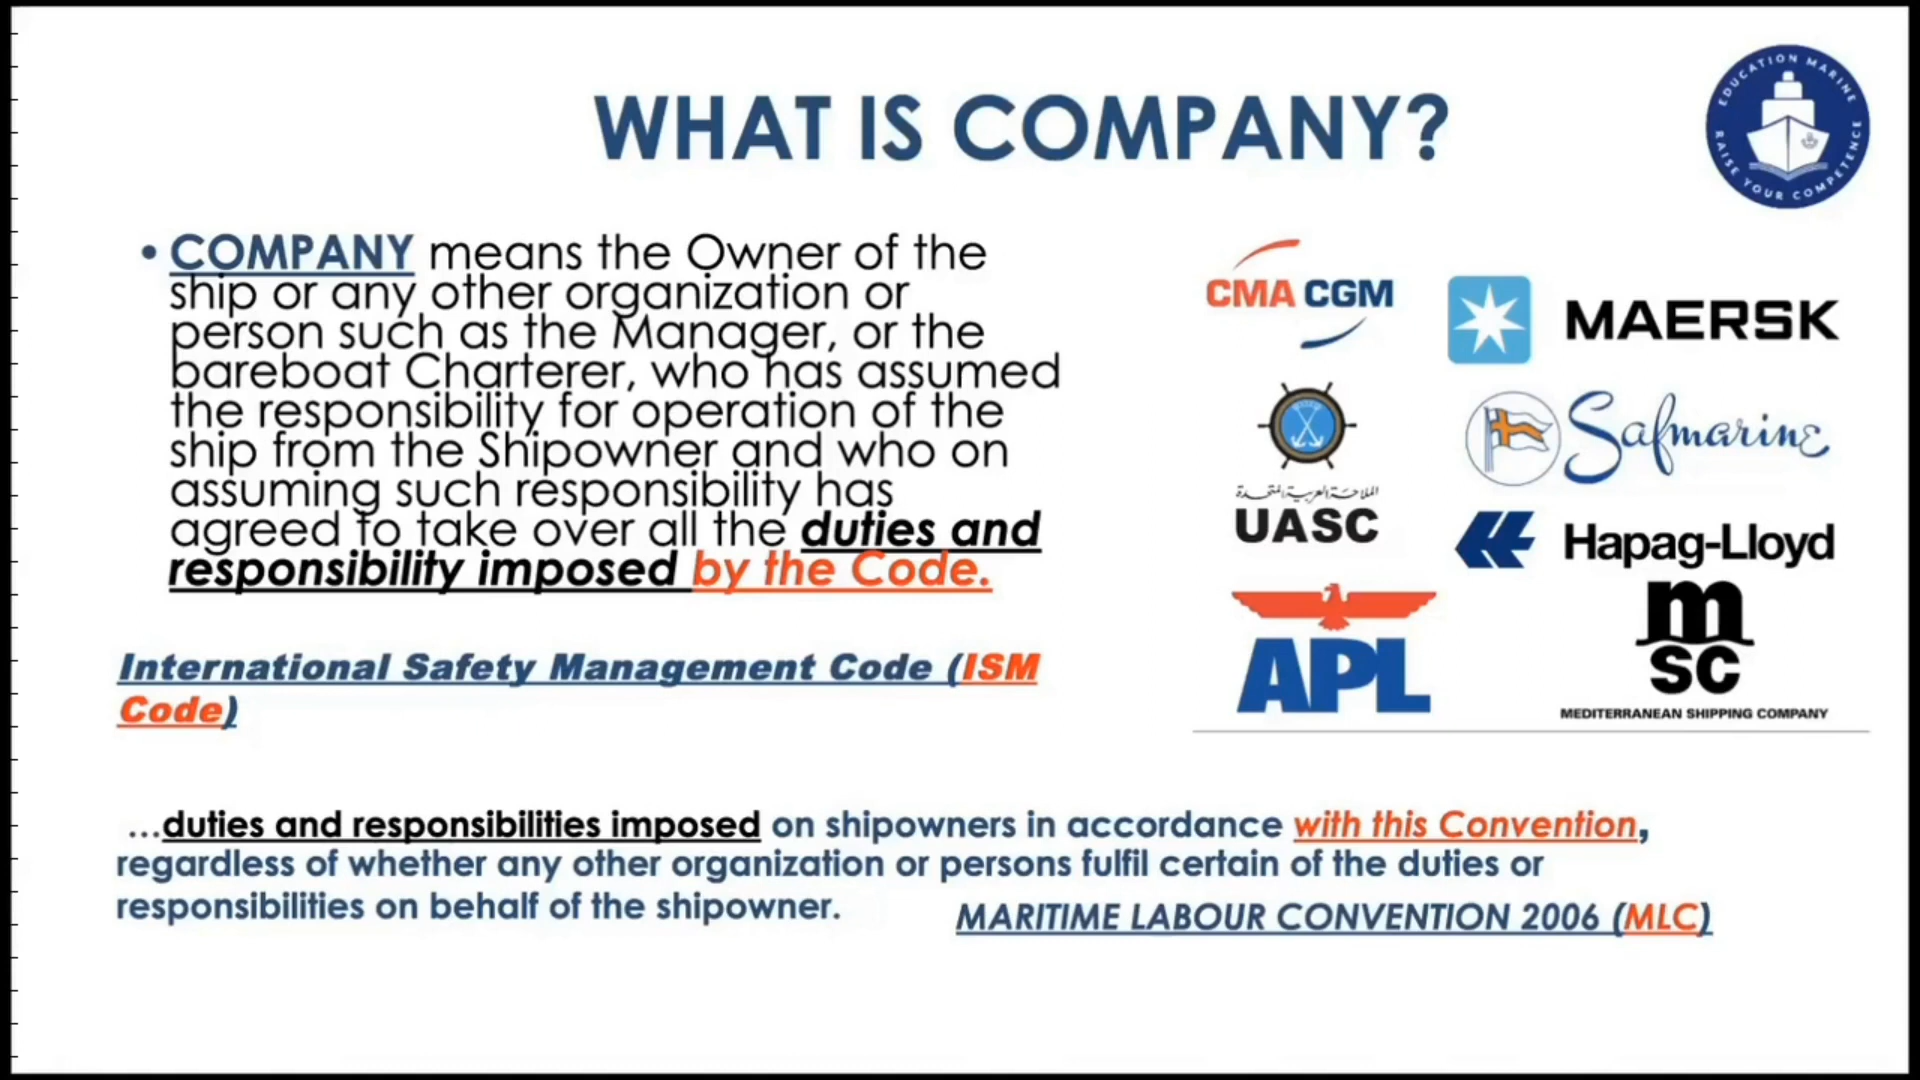 WHAT IS COMPANY?
EDUCATION MARINE
RAISE YOUR COMPETENCE
• COMPANY means the Owner of the
ship or any other organization or
person such as the Manager, or the
bareboat Charterer, who has assumed
the responsibility for operation of the
ship from the Shipowner and who on
assuming such responsibility has
agreed to take over all the duties and
responsibility imposed by the Code.
International Safety Management Code (ISM
Code)
CMA CGM
MAERSK
Safmarine
الملاحة العربية المتحدة
UASC
Hapag-Lloyd
APL
msc
MEDITERRANEAN SHIPPING COMPANY
...duties and responsibilities imposed on shipowners in accordance with this Convention,
regardless of whether any other organization or persons fulfil certain of the duties or
responsibilities on behalf of the shipowner.
MARITIME LABOUR CONVENTION 2006 (MLC)